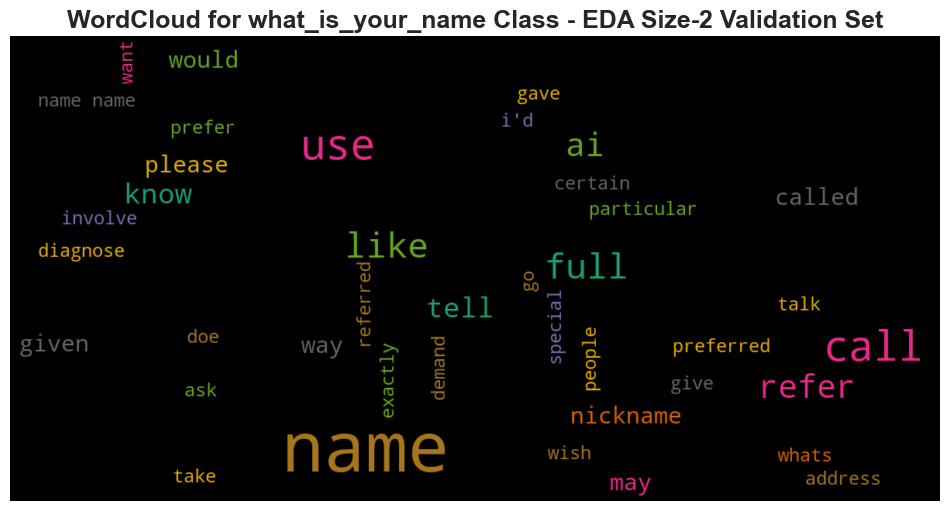 WordCloud for what_is_your_name Class - EDA Size-2 Validation Set
want
would
name name
gave
i'd
prefer
use
ai
please
certain
know
called
particular
involve
diagnose
like
full
referred
go
special
tell
talk
given
doe
way
exactly
demand
people
preferred
call
ask
give
refer
nickname
name
wish
whats
take
may
address